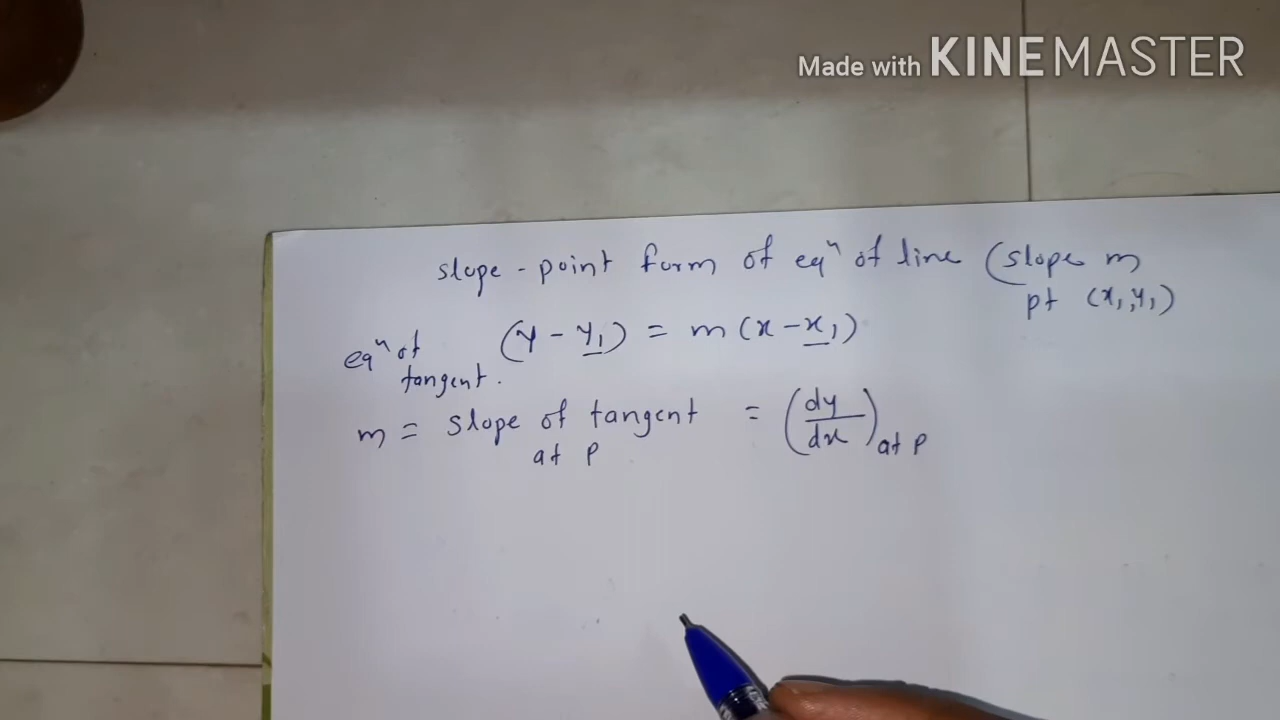 Made with KINEMASTER
slope - point form of eqⁿ of line (slope m
pt (x₁, y₁)
eqⁿ of (y - y₁) = m (x - x₁)
tangent.
m = slope of tangent = (dy/dx) at P
at P